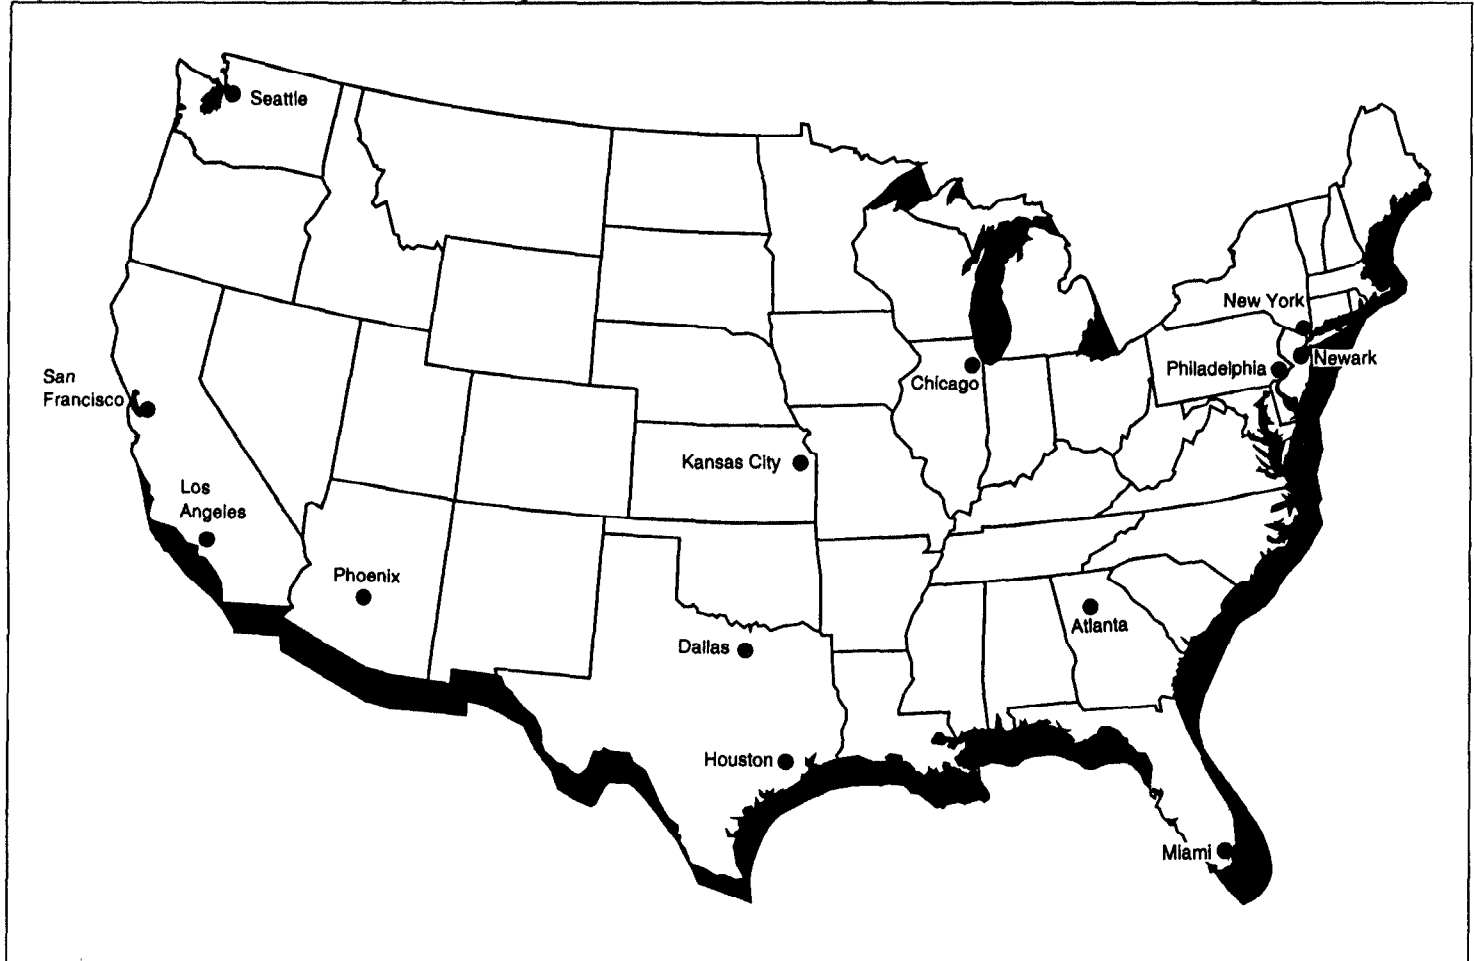 Seattle
New York
Newark
Philadelphia
San
Francisco
Chicago
Kansas City
Los
Angeles
Phoenix
Atlanta
Dallas
Houston
Miami